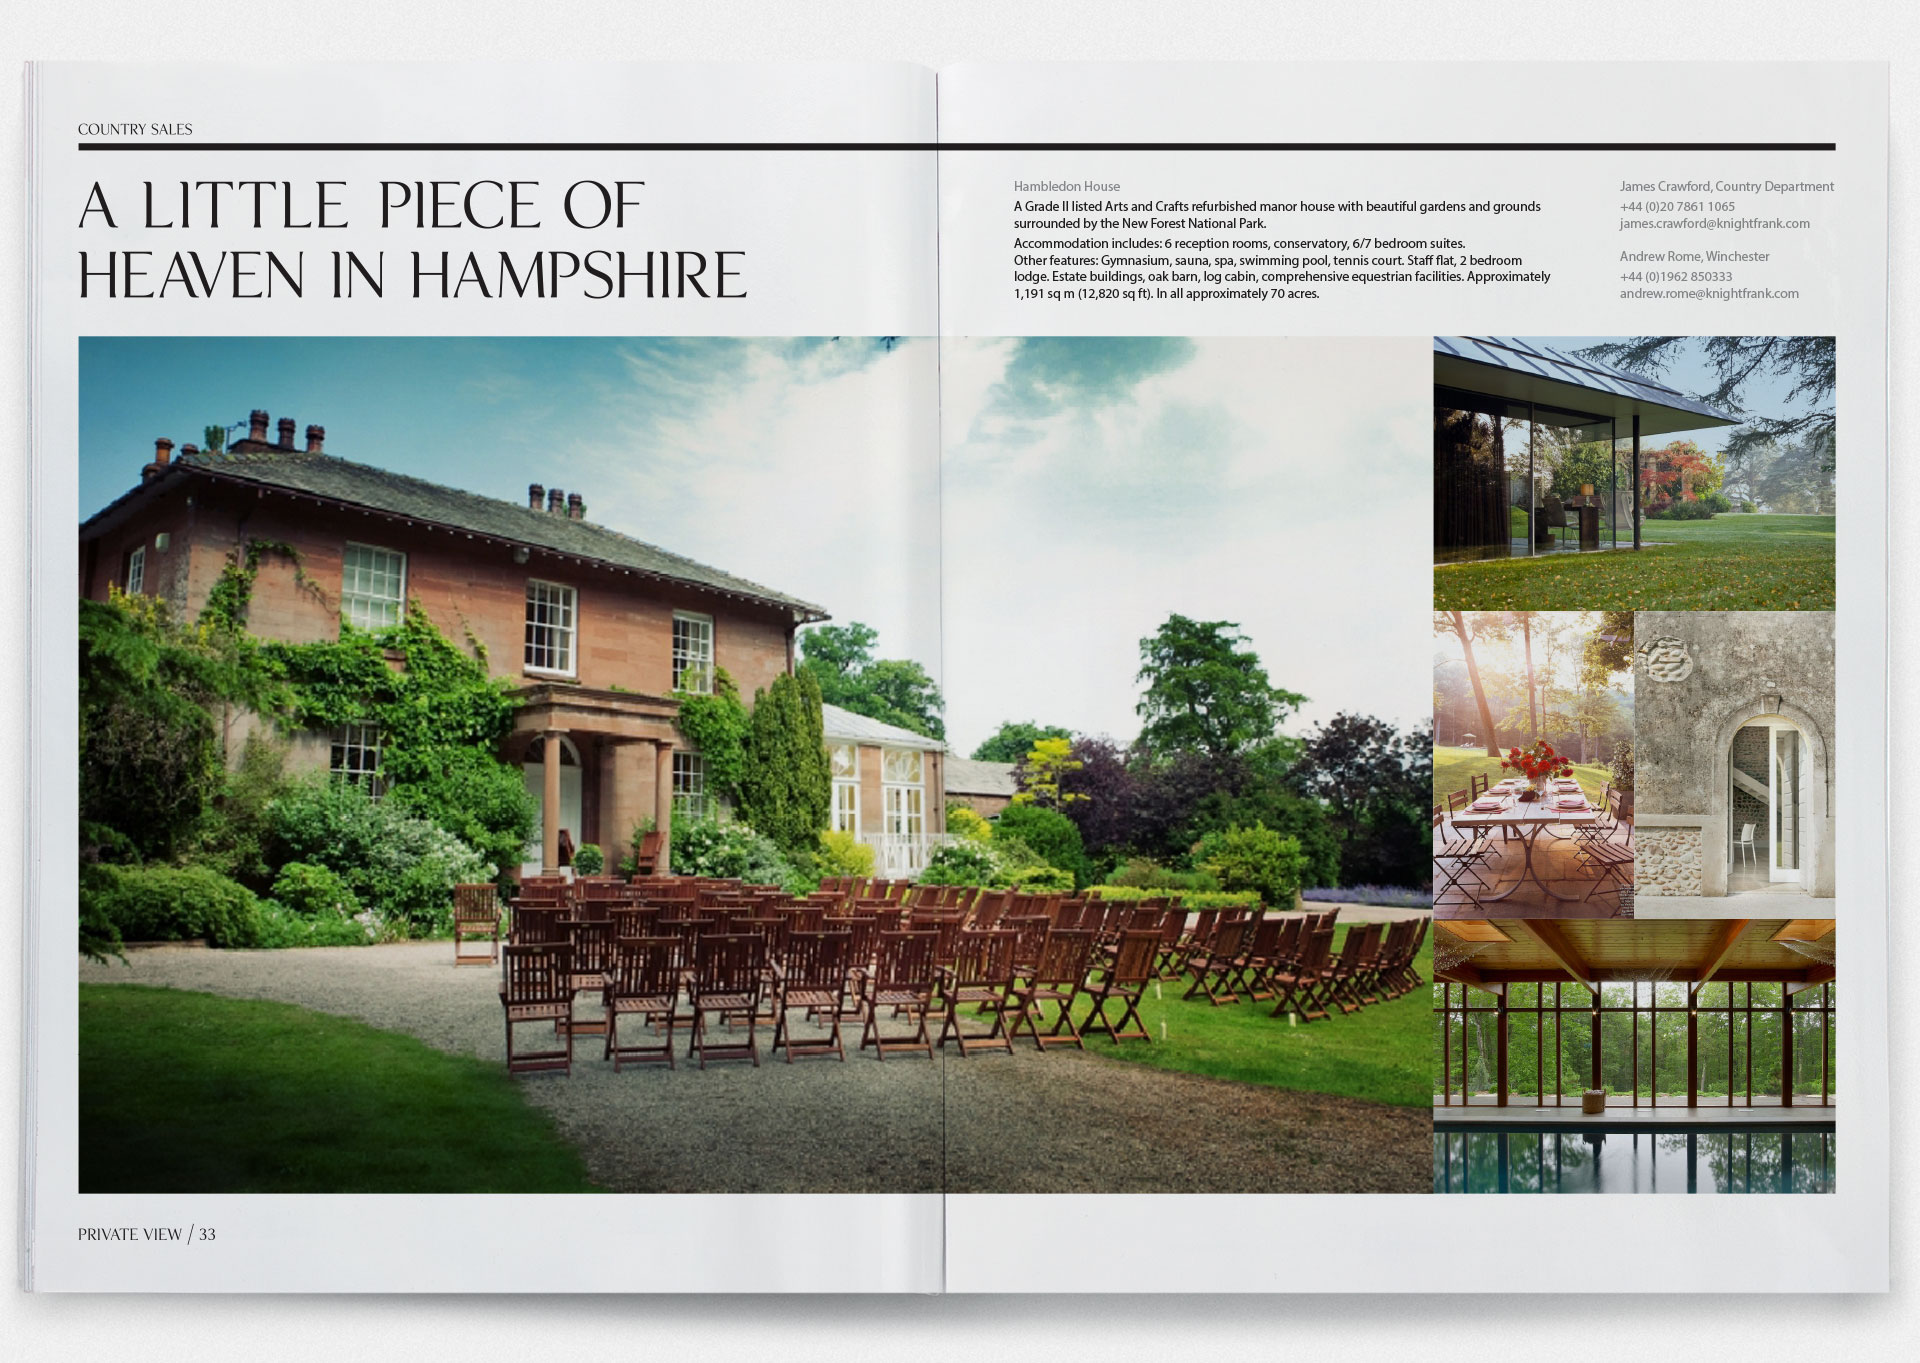 COUNTRY SALES
A LITTLE PIECE OF
HEAVEN IN HAMPSHIRE
Hambledon House
A Grade II listed Arts and Crafts refurbished manor house with beautiful gardens and grounds
surrounded by the New Forest National Park.
Accommodation includes: 6 reception rooms, conservatory, 6/7 bedroom suites.
Other features: Gymnasium, sauna, spa, swimming pool, tennis court. Staff flat, 2 bedroom
lodge. Estate buildings, oak barn, log cabin, comprehensive equestrian facilities. Approximately
1,191 sq m (12,820 sq ft). In all approximately 70 acres.
James Crawford, Country Department
+44 (0)20 7861 1065
james.crawford@knightfrank.com
Andrew Rome, Winchester
+44 (0)1962 850333
andrew.rome@knightfrank.com
PRIVATE VIEW / 33